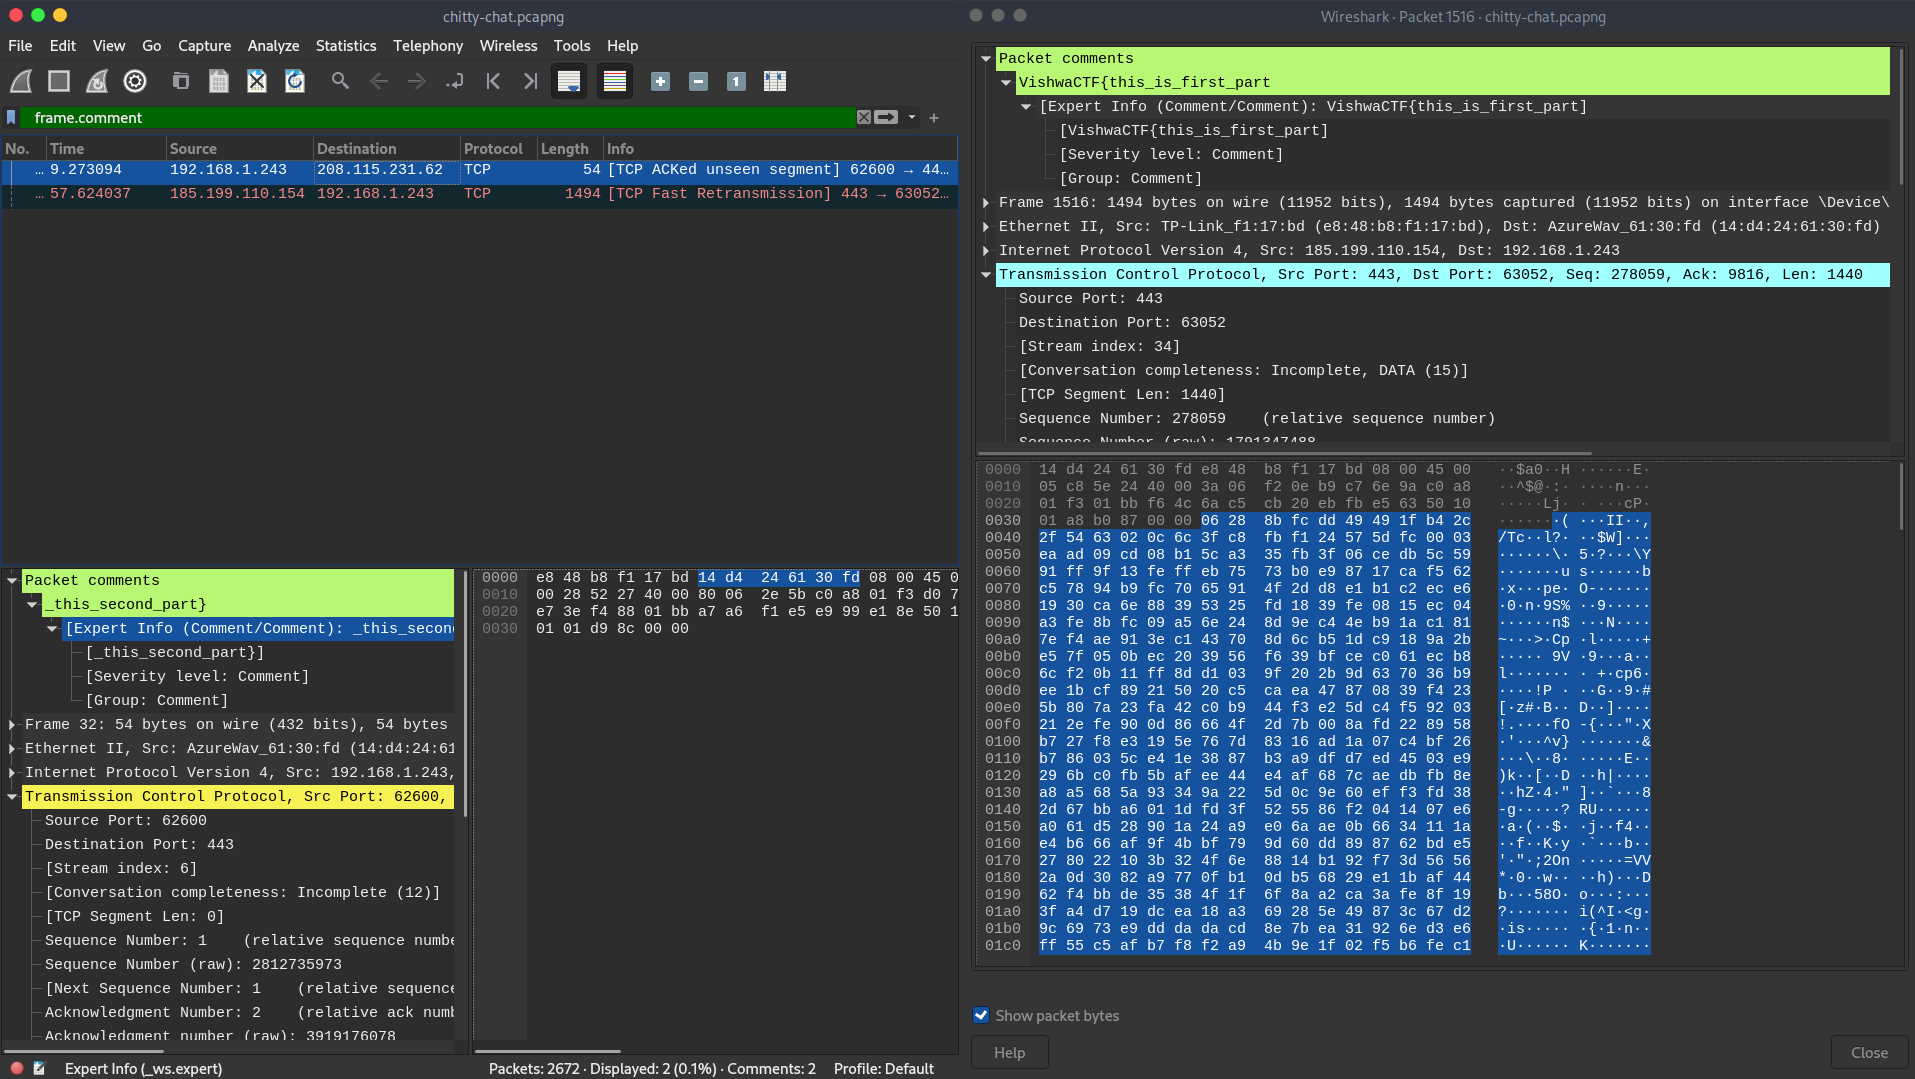 chitty-chat.pcapng
File Edit View Go Capture Analyze Statistics Telephony Wireless Tools Help
frame.comment
No. Time Source Destination Protocol Length Info
… 9.273094 192.168.1.243 208.115.231.62 TCP 54 [TCP ACKed unseen segment] 62600 → 44…
… 57.624037 185.199.110.154 192.168.1.243 TCP 1494 [TCP Fast Retransmission] 443 → 63052…
Packet comments
_this_second_part}
[Expert Info (Comment/Comment): _this_secon
[_this_second_part}]
[Severity level: Comment]
[Group: Comment]
Frame 32: 54 bytes on wire (432 bits), 54 bytes
Ethernet II, Src: AzureWav_61:30:fd (14:d4:24:61
Internet Protocol Version 4, Src: 192.168.1.243,
Transmission Control Protocol, Src Port: 62600,
Source Port: 62600
Destination Port: 443
[Stream index: 6]
[Conversation completeness: Incomplete (12)]
[TCP Segment Len: 0]
Sequence Number: 1 (relative sequence numbe
Sequence Number (raw): 2812735973
[Next Sequence Number: 1 (relative sequence
Acknowledgment Number: 2 (relative ack numb
Acknowledgment number (raw): 3919176078
0000 e8 48 b8 f1 17 bd 14 d4 24 61 30 fd 08 00 45 0
0010 00 28 52 27 40 00 80 06 2e 5b c0 a8 01 f3 d0 7
0020 e7 3e f4 88 01 bb a7 a6 f1 e5 e9 99 e1 8e 50 1
0030 01 01 d9 8c 00 00
Expert Info (_ws.expert) Packets: 2672 · Displayed: 2 (0.1%) · Comments: 2 Profile: Default
Wireshark · Packet 1516 · chitty-chat.pcapng
Packet comments
VishwaCTF{this_is_first_part
[Expert Info (Comment/Comment): VishwaCTF{this_is_first_part]
[VishwaCTF{this_is_first_part]
[Severity level: Comment]
[Group: Comment]
Frame 1516: 1494 bytes on wire (11952 bits), 1494 bytes captured (11952 bits) on interface \Device\
Ethernet II, Src: TP-Link_f1:17:bd (e8:48:b8:f1:17:bd), Dst: AzureWav_61:30:fd (14:d4:24:61:30:fd)
Internet Protocol Version 4, Src: 185.199.110.154, Dst: 192.168.1.243
Transmission Control Protocol, Src Port: 443, Dst Port: 63052, Seq: 278059, Ack: 9816, Len: 1440
Source Port: 443
Destination Port: 63052
[Stream index: 34]
[Conversation completeness: Incomplete, DATA (15)]
[TCP Segment Len: 1440]
Sequence Number: 278059 (relative sequence number)
Sequence Number (raw): 1791347488
0000 14 d4 24 61 30 fd e8 48 b8 f1 17 bd 08 00 45 00 ··$a0··H ······E·
0010 05 c8 5e 24 40 00 3a 06 f2 0e b9 c7 6e 9a c0 a8 ··^$@·:· ····n···
0020 01 f3 01 bb f6 4c 6a c5 cb 20 eb fb e5 63 50 10 ·····Lj· · ···cP·
0030 01 a8 b0 87 00 00 06 28 8b fc dd 49 49 1f b4 2c ·······( ···II··,
0040 2f 54 63 02 0c 6c 3f c8 fb f1 24 57 5d fc 00 03 /Tc··l?· ··$W]···
0050 ea ad 09 cd 08 b1 5c a3 35 fb 3f 06 ce db 5c 59 ······\· 5·?···\Y
0060 91 ff 9f 13 fe ff eb 75 73 b0 e9 87 17 ca f5 62 ·······u s······b
0070 c5 78 94 b9 fc 70 65 91 4f 2d d8 e1 b1 c2 ec e6 ·x···pe· O-······
0080 19 30 ca 6e 88 39 53 25 fd 18 39 fe 08 15 ec 04 ·0·n·9S% ··9·····
0090 a3 fe 8b fc 09 a5 6e 24 8d 9e c4 4e b9 1a c1 81 ······n$ ···N····
00a0 7e f4 ae 91 3e c1 43 70 8d 6c b5 1d c9 18 9a 2b ~···>·Cp ·l·····+
00b0 e5 7f 05 0b ec 20 39 56 f6 39 bf ce c0 61 ec b8 ····· 9V ·9···a··
00c0 6c f2 0b 11 ff 8d d1 03 9f 20 2b 9d 63 70 36 b9 l······· · +·cp6·
00d0 ee 1b cf 89 21 50 20 c5 ca ea 47 87 08 39 f4 23 ····!P · ··G··9·#
00e0 5b 80 7a 23 fa 42 c0 b9 44 f3 e2 5d c4 f5 92 03 [·z#·B·· D··]····
00f0 21 2e fe 90 0d 86 66 4f 2d 7b 00 8a fd 22 89 58 !.····fO -{···"·X
0100 b7 27 f8 e3 19 5e 76 7d 83 16 ad 1a 07 c4 bf 26 ·'···^v} ·······&
0110 b7 86 03 5c e4 1e 38 87 b3 a9 df d7 ed 45 03 e9 ···\··8· ·····E··
0120 29 6b c0 fb 5b af ee 44 e4 af 68 7c ae db fb 8e )k··[··D ··h|····
0130 a8 a5 68 5a 93 34 9a 22 5d 0c 9e 60 ef f3 fd 38 ··hZ·4·" ]··`···8
0140 2d 67 bb a6 01 1d fd 3f 52 55 86 f2 04 14 07 e6 -g·····? RU······
0150 a0 61 d5 28 90 1a 24 a9 e0 6a ae 0b 66 34 11 1a ·a·(··$· ·j··f4··
0160 e4 b6 66 af 9f 4b bf 79 9d 60 dd 89 87 62 bd e5 ··f··K·y ·`···b··
0170 27 80 22 10 3b 32 4f 6e 88 14 b1 92 f7 3d 56 56 '·"·;2On ·····=VV
0180 2a 0d 30 82 a9 77 0f b1 0d b5 68 29 e1 1b af 44 *·0··w·· ··h)···D
0190 62 f4 bb de 35 38 4f 1f 6f 8a a2 ca 3a fe 8f 19 b···58O· o···:···
01a0 3f a4 d7 19 dc ea 18 a3 69 28 5e 49 87 3c 67 d2 ?······· i(^I·<g·
01b0 9c 69 73 e9 dd da da cd 8e 7b ea 31 92 6e d3 e6 ·is····· ·{·1·n··
01c0 ff 55 c5 af b7 f8 f2 a9 4b 9e 1f 02 f5 b6 fe c1 ·U······ K·······
Show packet bytes
Help Close